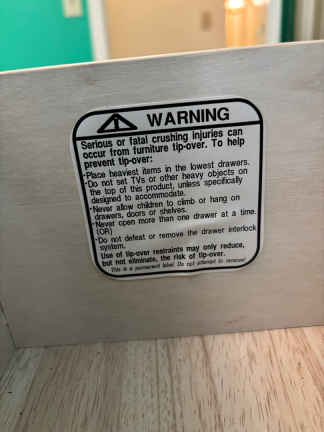 WARNING
Serious or fatal crushing injuries can
occur from furniture tip-over. To help
prevent tip-over:
·Place heaviest items in the lowest drawers.
·Do not set TVs or other heavy objects on
the top of this product, unless specifically
designed to accommodate.
·Never allow children to climb or hang on
drawers, doors or shelves.
·Never open more than one drawer at a time.
(OR)
·Do not defeat or remove the drawer interlock
system.
Use of tip-over restraints may only reduce,
but not eliminate, the risk of tip-over.
This is a permanent label. Do not attempt to remove!